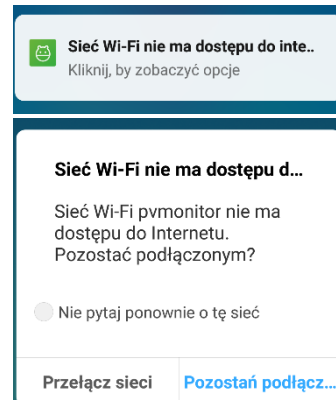 Sieć Wi-Fi nie ma dostępu do inte..
Kliknij, by zobaczyć opcje
Sieć Wi-Fi nie ma dostępu d...
Sieć Wi-Fi pvmonitor nie ma
dostępu do Internetu.
Pozostać podłączonym?
Nie pytaj ponownie o tę sieć
Przełącz sieci
Pozostań podłącz...